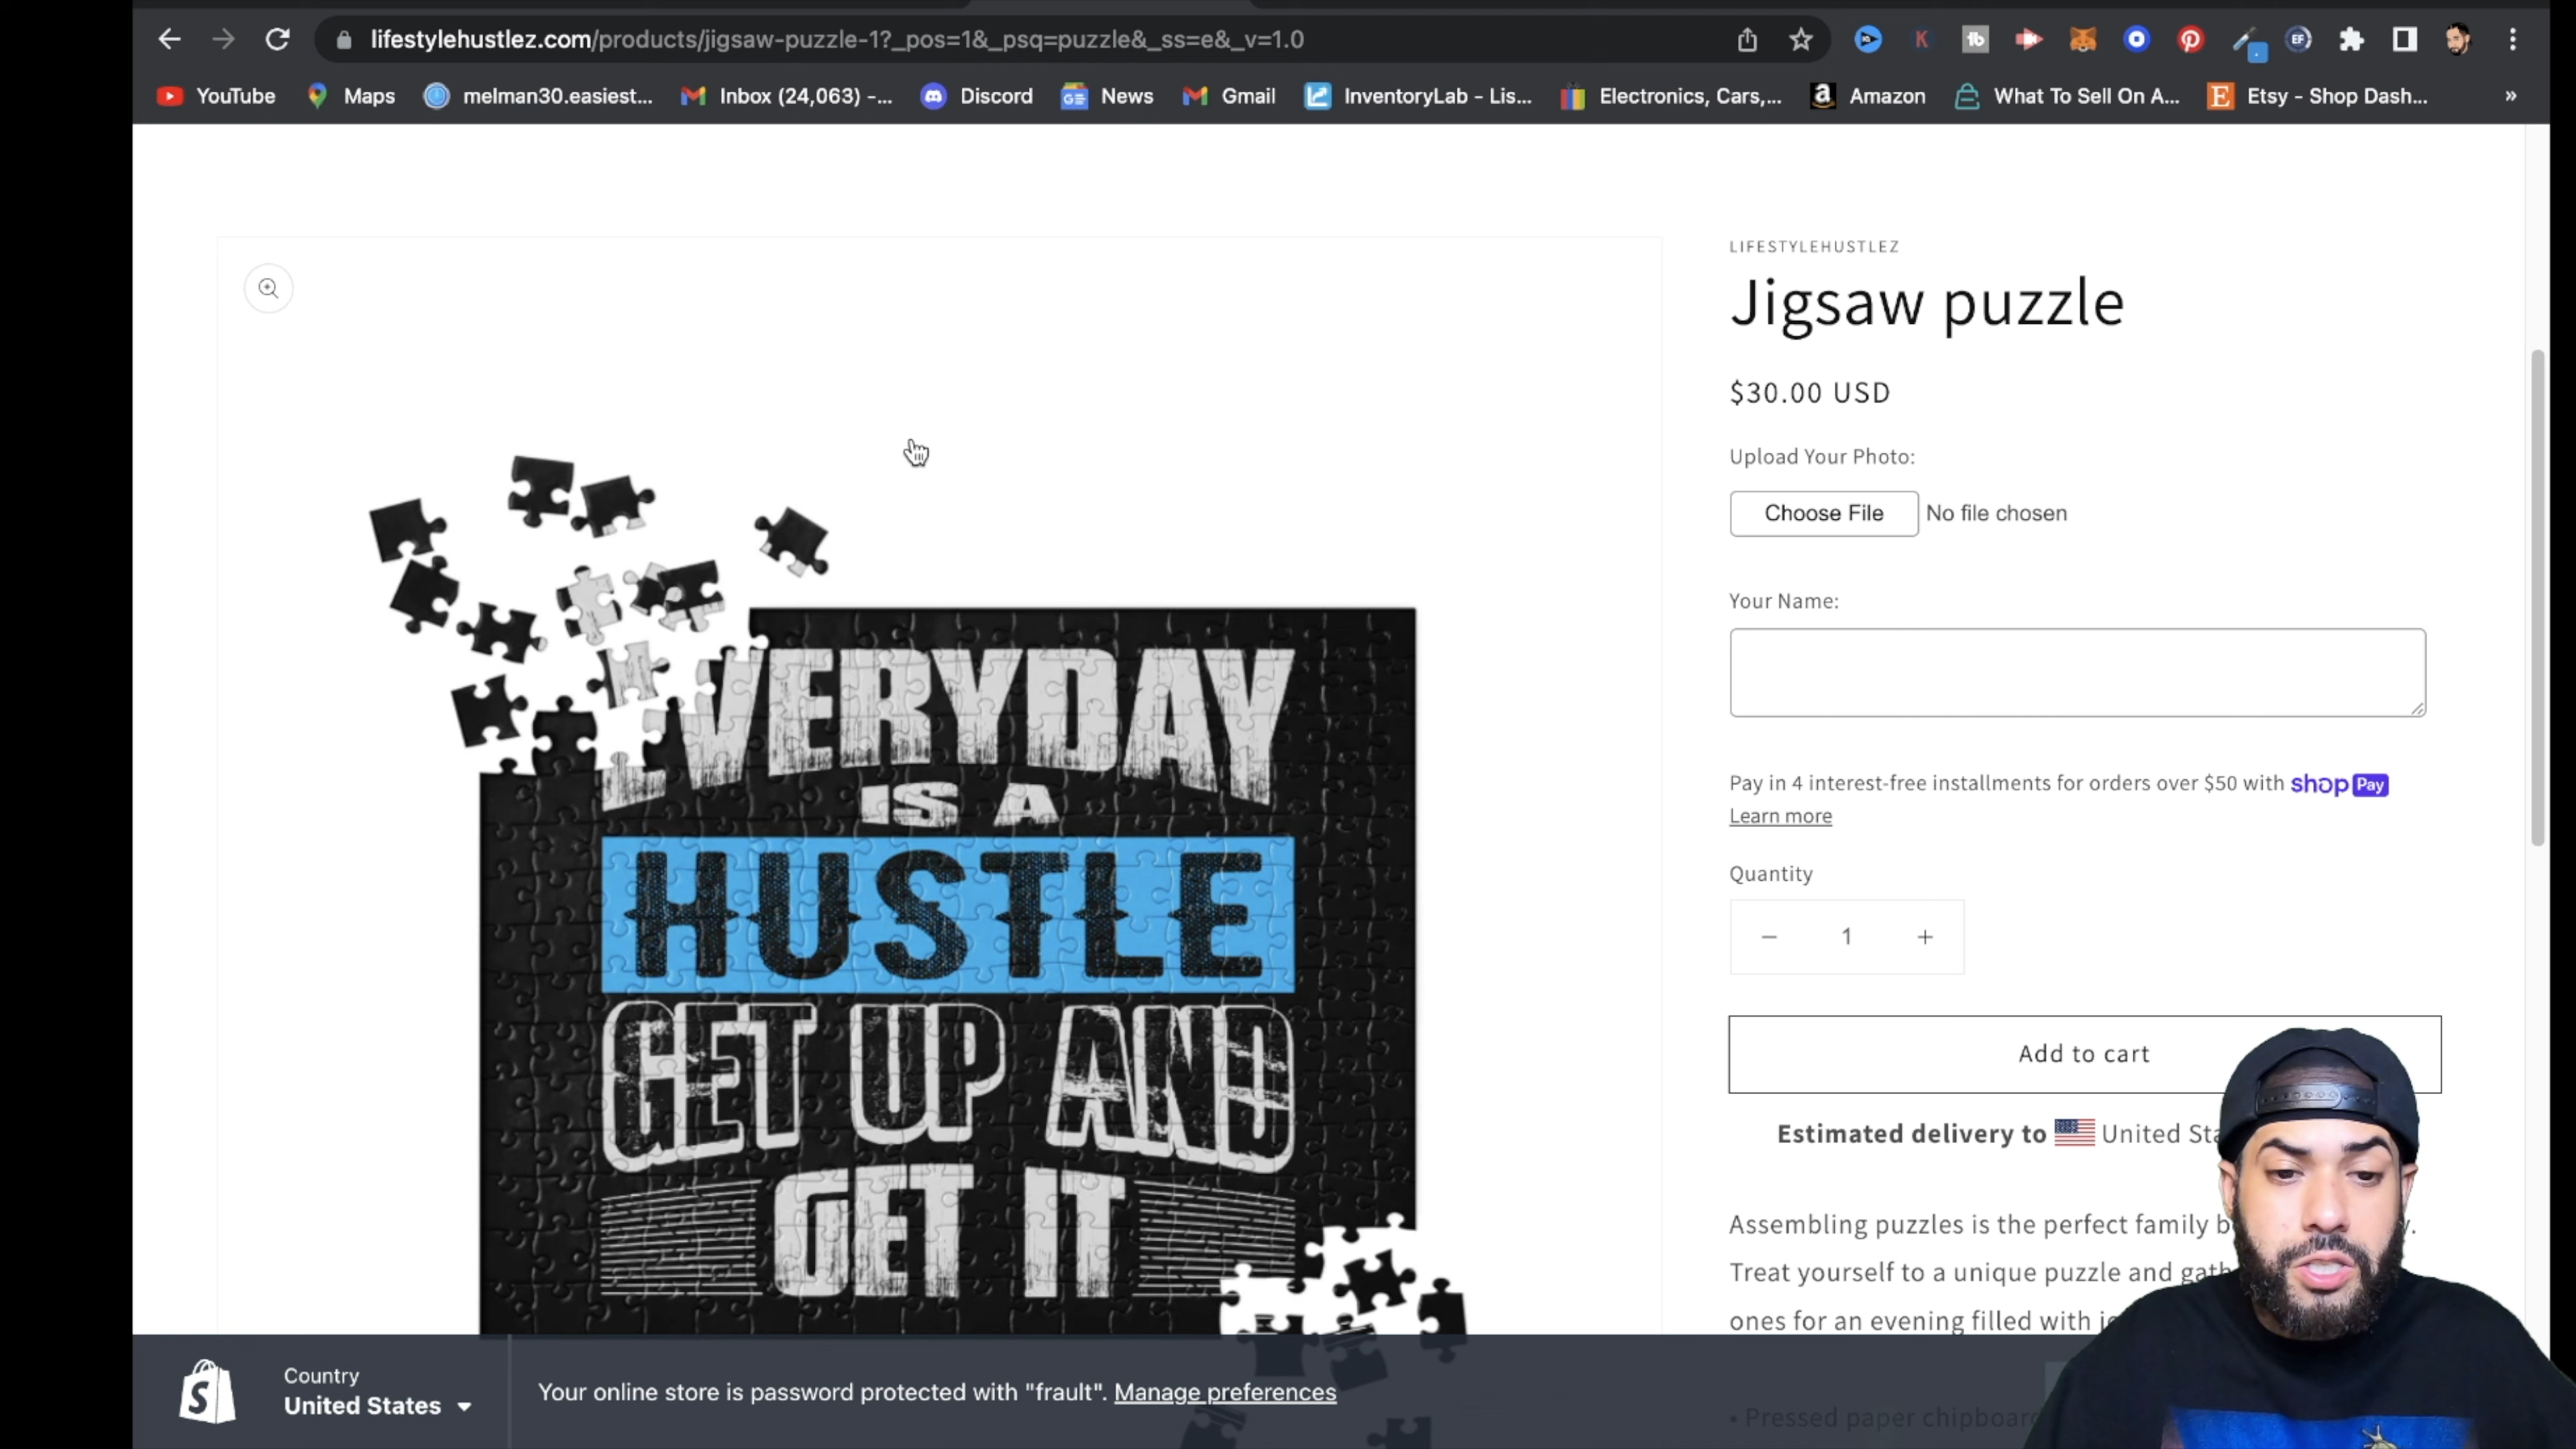 lifestylehustlez.com/products/jigsaw-puzzle-1?_pos=1&_psq=puzzle&_ss=e&_v=1.0
YouTube Maps melman30.easiest... Inbox (24,063) -... Discord News Gmail InventoryLab - Lis... Electronics, Cars,... Amazon What To Sell On A... Etsy - Shop Dash... »
LIFESTYLEHUSTLEZ
Jigsaw puzzle
$30.00 USD
Upload Your Photo:
Choose File No file chosen
Your Name:
Pay in 4 interest-free installments for orders over $50 with shop Pay
Learn more
Quantity
− 1 +
Add to cart
Estimated delivery to United
Assembling puzzles is the perfect family
Treat yourself to a unique puzzle and
ones for an evening filled with
• Pressed paper chipboard
EVERYDAY
IS A
HUSTLE
GET UP AND
GET IT
Country
United States
Your online store is password protected with "frault". Manage preferences